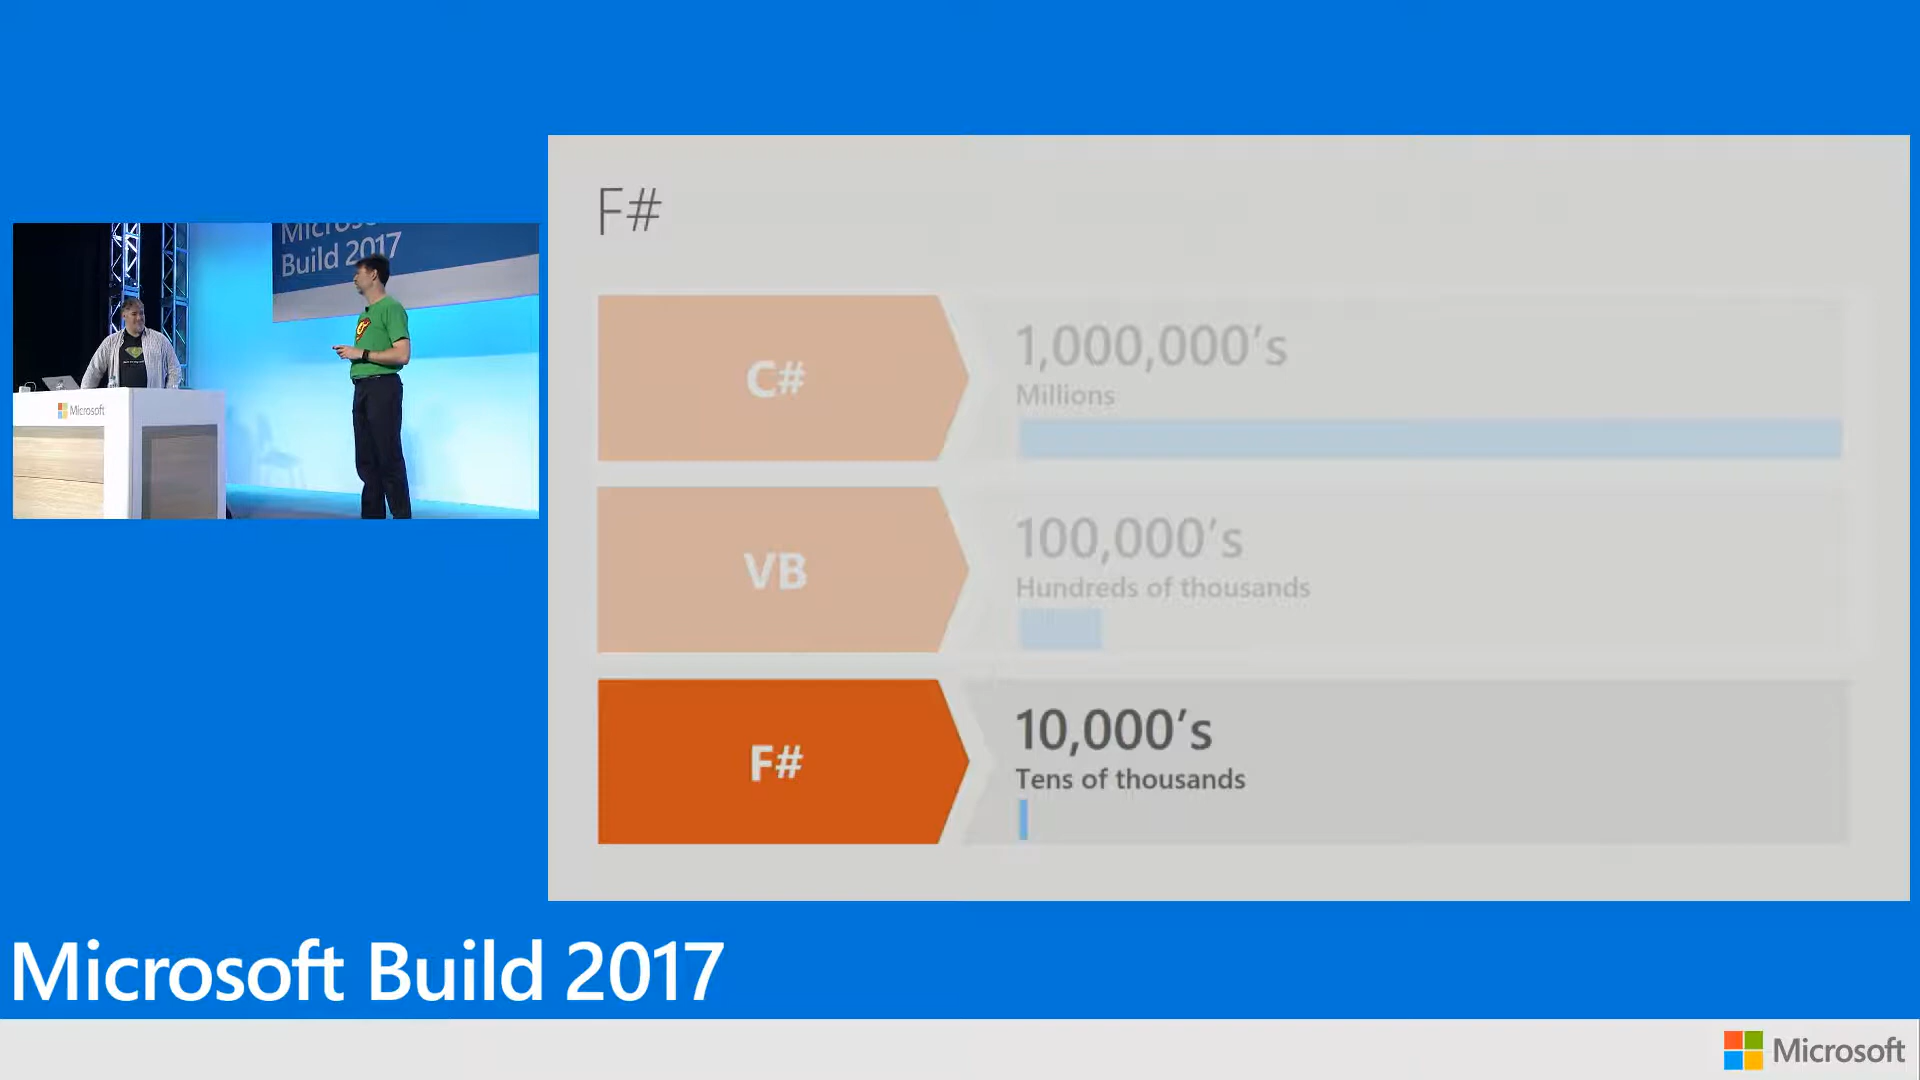 F#
C#
1,000,000's
Millions
VB
100,000's
Hundreds of thousands
F#
10,000's
Tens of thousands
Build 2017
Microsoft
Microsoft Build 2017
Microsoft